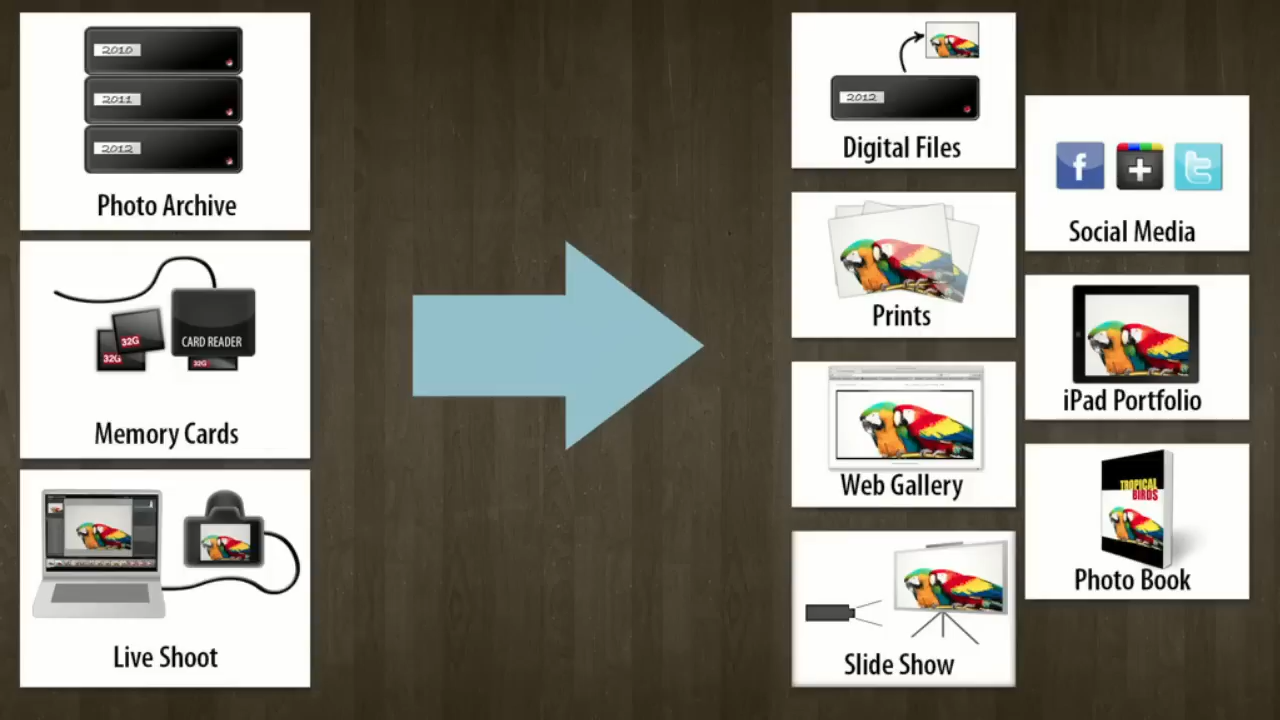 2010
2011
2012
Photo Archive
32G
32G
CARD READER
32G
Memory Cards
Live Shoot
2012
Digital Files
Prints
Web Gallery
Slide Show
f
+
t
Social Media
iPad Portfolio
TROPICAL
BIRDS
Photo Book